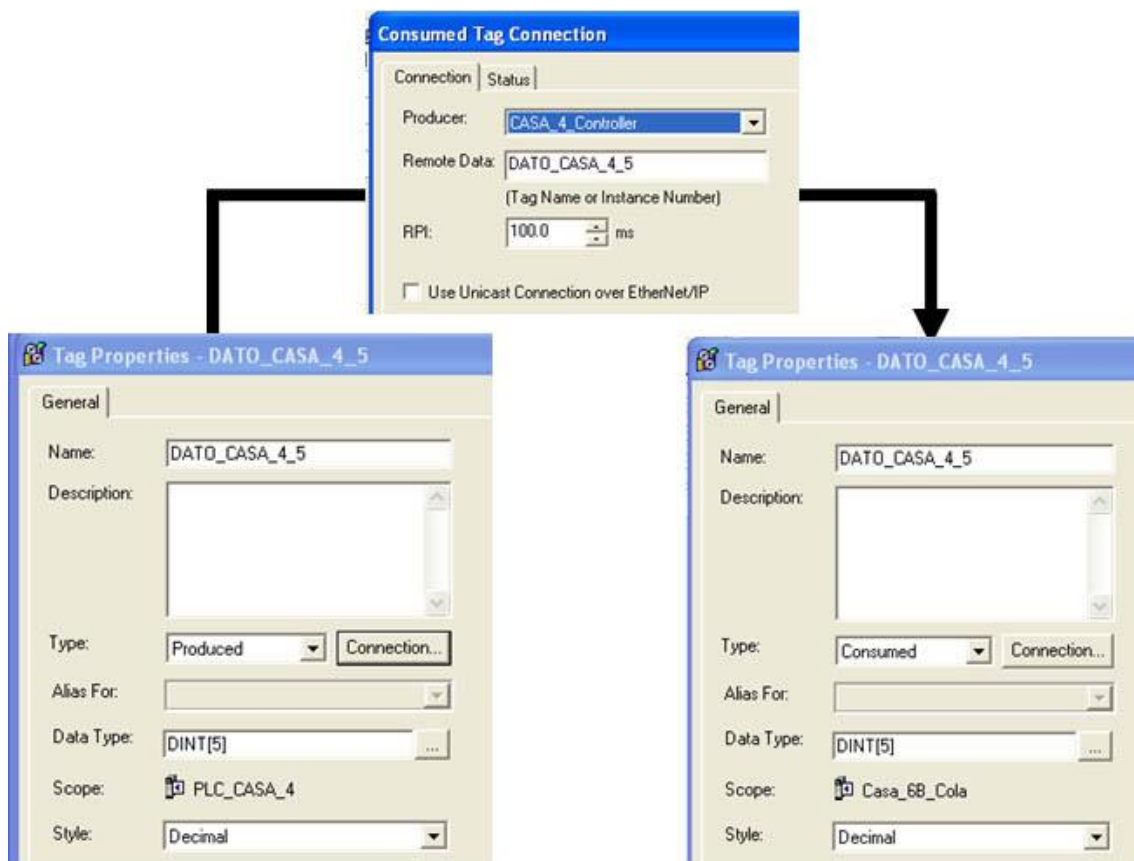 Consumed Tag Connection
Connection Status
Producer: CASA_4_Controller
Remote Data: DATO_CASA_4_5
(Tag Name or Instance Number)
RPI: 100.0 ms
Use Unicast Connection over EtherNet/IP
Tag Properties - DATO_CASA_4_5
General
Name: DATO_CASA_4_5
Description:
Type: Produced Connection...
Alias For:
Data Type: DINT[5] ...
Scope: PLC_CASA_4
Style: Decimal
Tag Properties - DATO_CASA_4_5
General
Name: DATO_CASA_4_5
Description:
Type: Consumed Connection...
Alias For:
Data Type: DINT[5] ...
Scope: Casa_6B_Cola
Style: Decimal